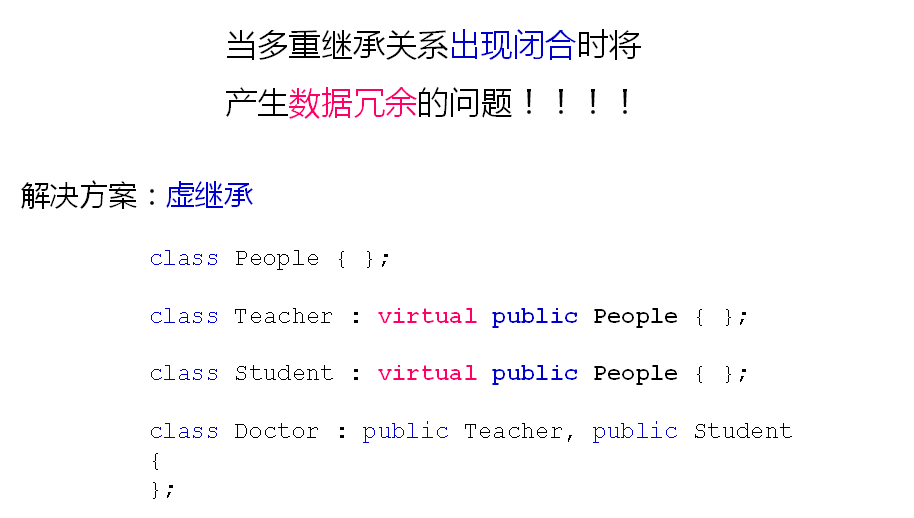 当多重继承关系出现闭合时将
产生数据冗余的问题！！！！
解决方案：虚继承
class People { };
class Teacher : virtual public People { };
class Student : virtual public People { };
class Doctor : public Teacher, public Student
{
};